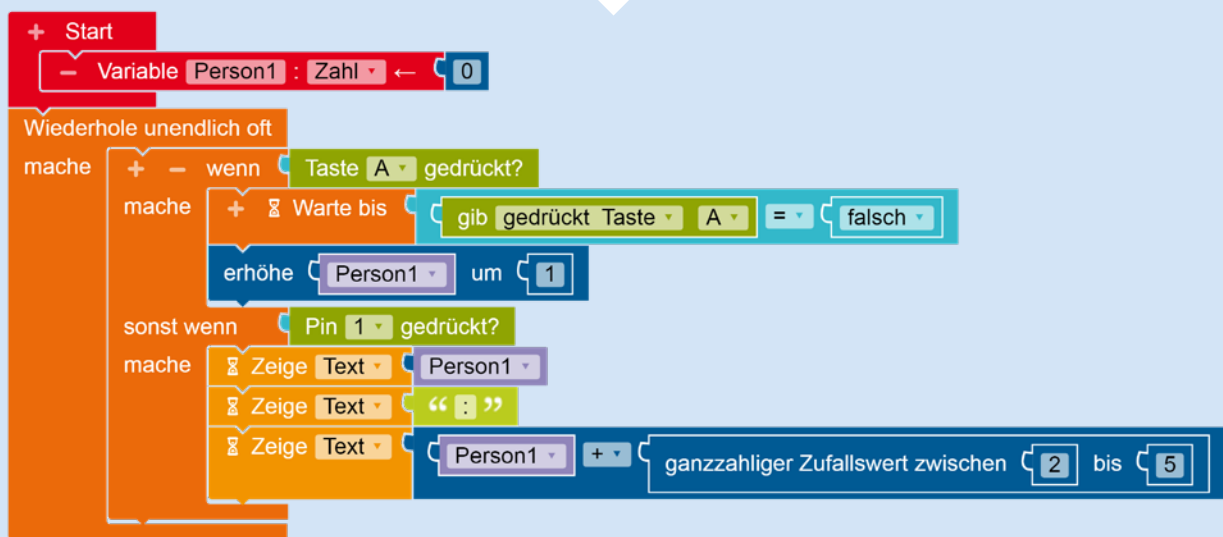 + Start
− Variable Person1 : Zahl ← 0
Wiederhole unendlich oft
mache + − wenn Taste A gedrückt?
mache + Warte bis gib gedrückt Taste A = falsch
erhöhe Person1 um 1
sonst wenn Pin 1 gedrückt?
mache Zeige Text Person1
Zeige Text “ : ”
Zeige Text Person1 + ganzzahliger Zufallswert zwischen 2 bis 5